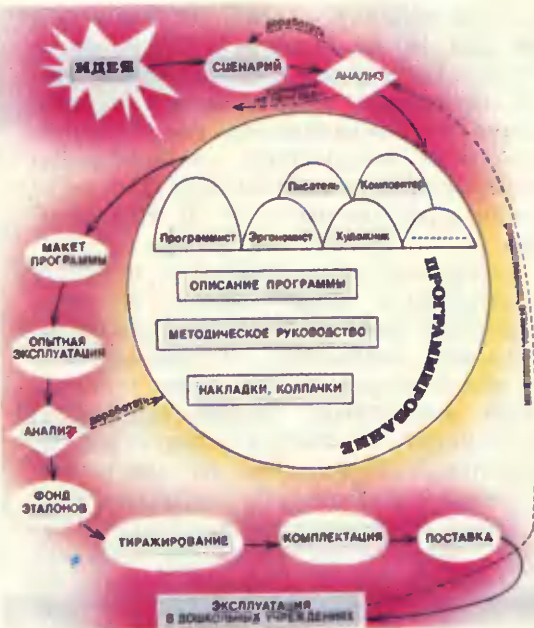 доработать
ИДЕЯ
СЦЕНАРИЙ
АНАЛИЗ
Писатель
Композитор
Программист
Эргономист
Художник
МАКЕТ
ПРОГРАММЫ
ОПИСАНИЕ ПРОГРАММЫ
МЕТОДИЧЕСКОЕ РУКОВОДСТВО
НАКЛАДКИ, КОЛПАЧКИ
ПРОГРАММИРОВАНИЕ
ОПЫТНАЯ
ЭКСПЛУАТАЦИЯ
АНАЛИЗ
доработать
ФОНД
ЭТАЛОНОВ
ТИРАЖИРОВАНИЕ
КОМПЛЕКТАЦИЯ
ПОСТАВКА
ЭКСПЛУАТАЦИЯ
В ДОШКОЛЬНЫХ УЧРЕЖДЕНИЯХ